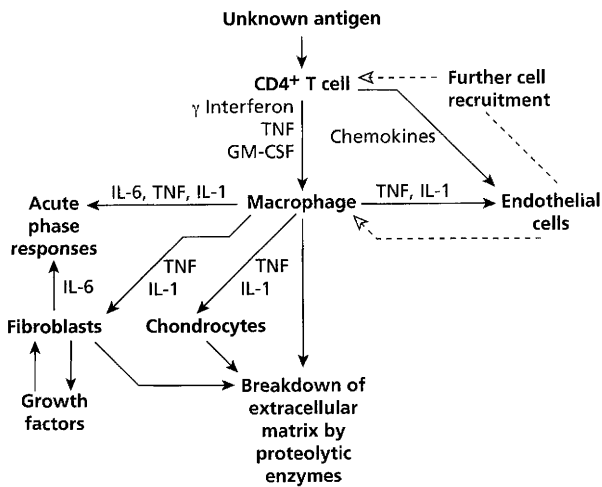 Unknown antigen
CD4+ T cell
Further cell
recruitment
γ Interferon
TNF
GM-CSF
Chemokines
IL-6, TNF, IL-1
Macrophage
TNF, IL-1
Endothelial
cells
Acute
phase
responses
TNF
IL-1
TNF
IL-1
IL-6
Fibroblasts
Chondrocytes
Growth
factors
Breakdown of
extracellular
matrix by
proteolytic
enzymes